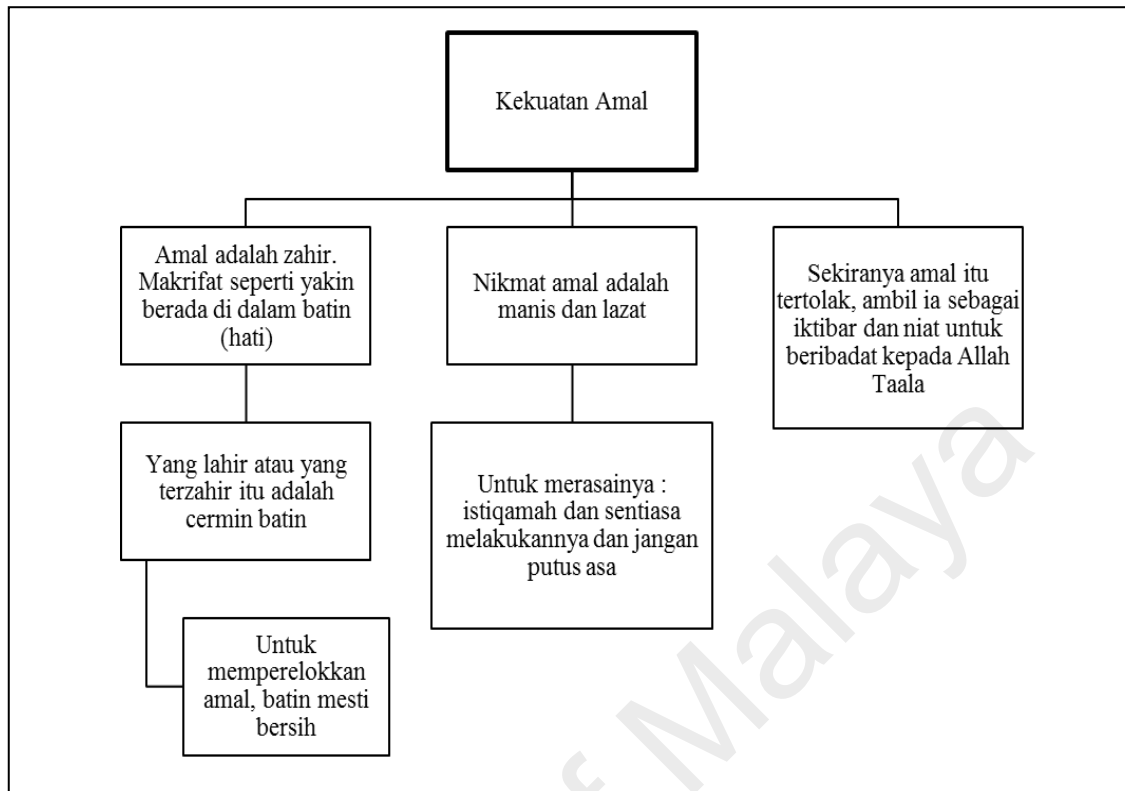 Kekuatan Amal
Amal adalah zahir.
Makrifat seperti yakin
berada di dalam batin
(hati)
Nikmat amal adalah
manis dan lazat
Sekiranya amal itu
tertolak, ambil ia sebagai
iktibar dan niat untuk
beribadat kepada Allah
Taala
Yang lahir atau yang
terzahir itu adalah
cermin batin
Untuk merasainya :
istiqamah dan sentiasa
melakukannya dan jangan
putus asa
Untuk
memperelokkan
amal, batin mesti
bersih
f Malaya